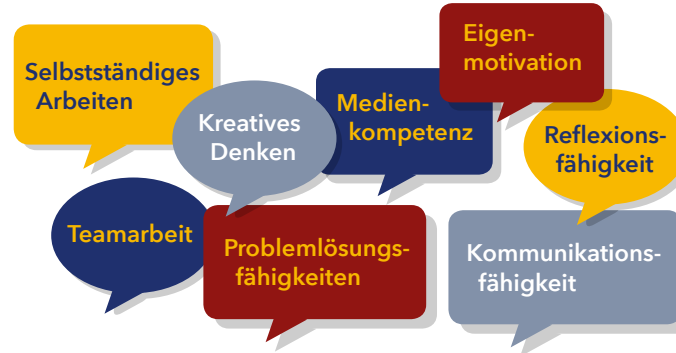 Selbstständiges
Arbeiten
Kreatives
Denken
Medien-
kompetenz
Eigen-
motivation
Reflexions-
fähigkeit
Teamarbeit
Problemlösungs-
fähigkeiten
Kommunikations-
fähigkeit